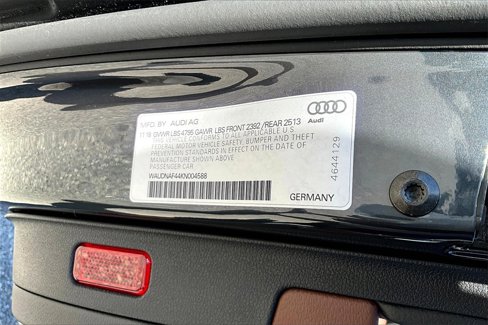 MFD. BY AUDI AG
11/18 GVWR LBS 4796 GAWR LBS FRONT 2392 /REAR 2513
THIS VEHICLE CONFORMS TO ALL APPLICABLE U.S.
FEDERAL MOTOR VEHICLE SAFETY, BUMPER AND THEFT
PREVENTION STANDARDS IN EFFECT ON THE DATE OF
MANUFACTURE SHOWN ABOVE
PASSENGER CAR
WAUDNAF44KN004588
Audi
4644129
GERMANY